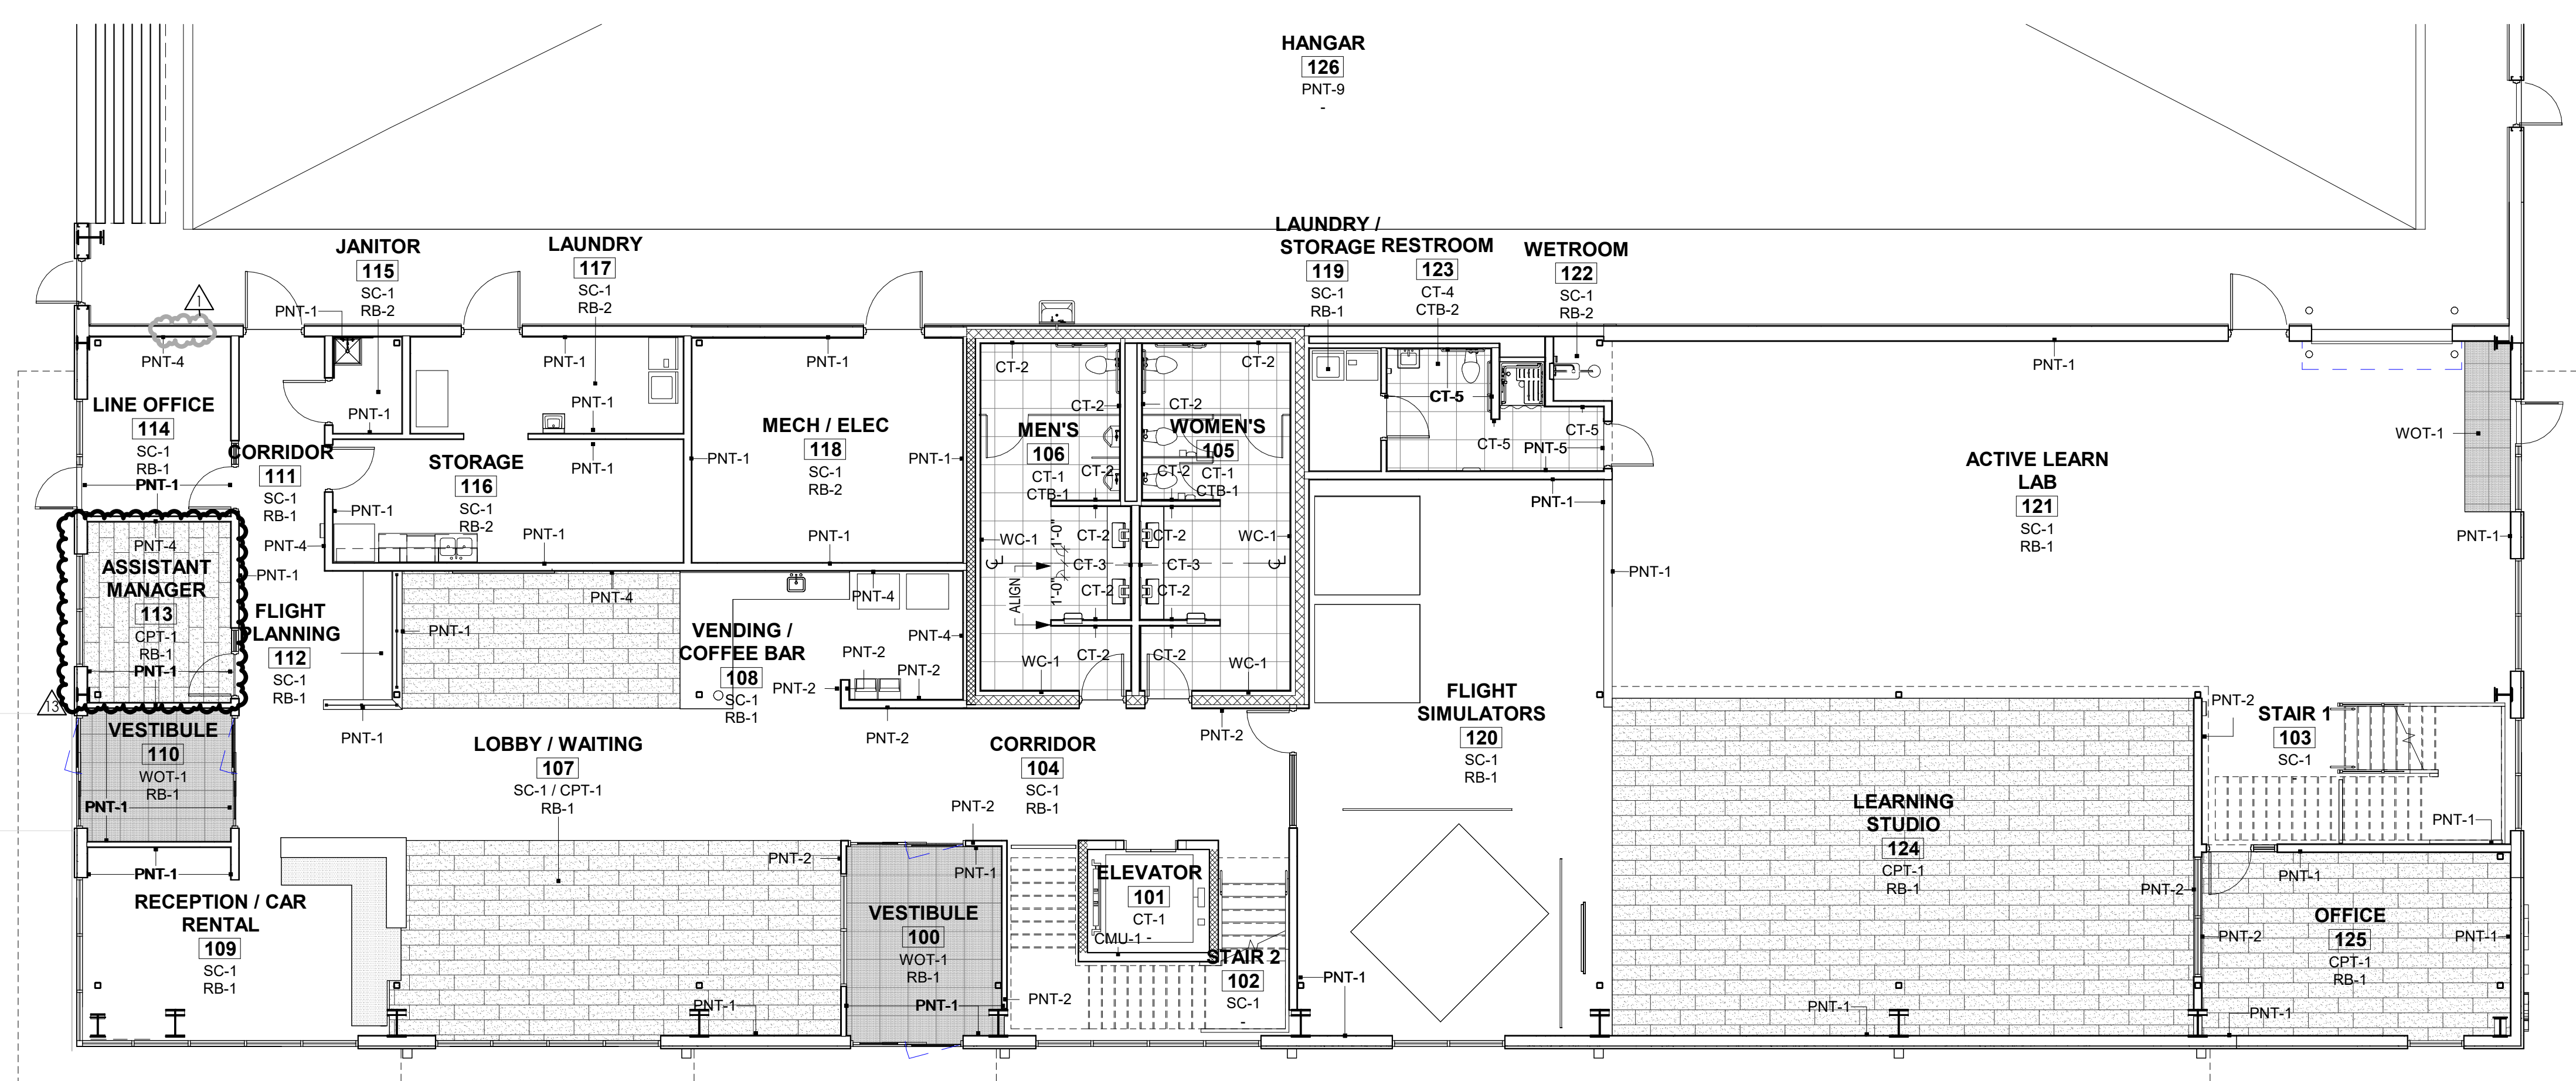 HANGAR
126
PNT-9
-
JANITOR
115
SC-1
RB-2
LAUNDRY
117
SC-1
RB-2
LAUNDRY /
STORAGE
119
SC-1
RB-1
RESTROOM
123
CT-4
CTB-2
WETROOM
122
SC-1
RB-2
1
PNT-1
PNT-4
LINE OFFICE
114
SC-1
RB-1
PNT-1
CORRIDOR
111
SC-1
RB-1
PNT-4
PNT-1
PNT-1
PNT-1
PNT-1
PNT-1
STORAGE
116
SC-1
RB-2
PNT-1
PNT-1
PNT-1
MECH / ELEC
118
SC-1
RB-2
PNT-1
PNT-1
PNT-1
CT-2
CT-2
MEN'S
106
CT-1
CTB-1
CT-2
WC-1
CT-2
CT-3
CT-2
1'-0"
1'-0"
ALIGN
CL
WC-1
CT-2
CT-2
CT-2
WOMEN'S
105
CT-1
CTB-1
CT-2
CT-2
WC-1
CT-3
CT-2
CL
CT-2
WC-1
CT-5
CT-5
CT-5
PNT-5
PNT-1
PNT-1
PNT-1
WOT-1
ACTIVE LEARN
LAB
121
SC-1
RB-1
PNT-1
PNT-4
ASSISTANT
MANAGER
113
CPT-1
RB-1
PNT-1
13
FLIGHT
PLANNING
112
SC-1
RB-1
PNT-1
PNT-1
PNT-4
VENDING /
COFFEE BAR
108
SC-1
RB-1
PNT-4
PNT-4
PNT-2
PNT-2
PNT-2
PNT-2
PNT-2
VESTIBULE
110
WOT-1
RB-1
PNT-1
LOBBY / WAITING
107
SC-1 / CPT-1
RB-1
CORRIDOR
104
SC-1
RB-1
PNT-2
FLIGHT
SIMULATORS
120
SC-1
RB-1
PNT-2
STAIR 1
103
SC-1
-
PNT-1
PNT-1
RECEPTION / CAR
RENTAL
109
SC-1
RB-1
PNT-2
PNT-1
VESTIBULE
100
WOT-1
RB-1
PNT-1
PNT-1
PNT-2
ELEVATOR
101
CT-1
-
CMU-1
STAIR 2
102
SC-1
-
PNT-1
LEARNING
STUDIO
124
CPT-1
RB-1
PNT-1
PNT-2
PNT-1
OFFICE
125
CPT-1
RB-1
PNT-2
PNT-1
PNT-1